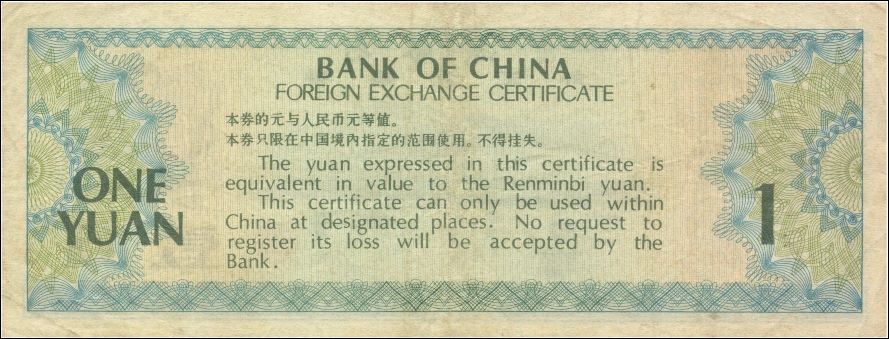 BANK OF CHINA
FOREIGN EXCHANGE CERTIFICATE
本券的元与人民币元等值。
本券只限在中国境内指定的范围使用。不得挂失。
The yuan expressed in this certificate is
equivalent in value to the Renminbi yuan.
This certificate can only be used within
China at designated places. No request to
register its loss will be accepted by the
Bank.
ONE
YUAN
1